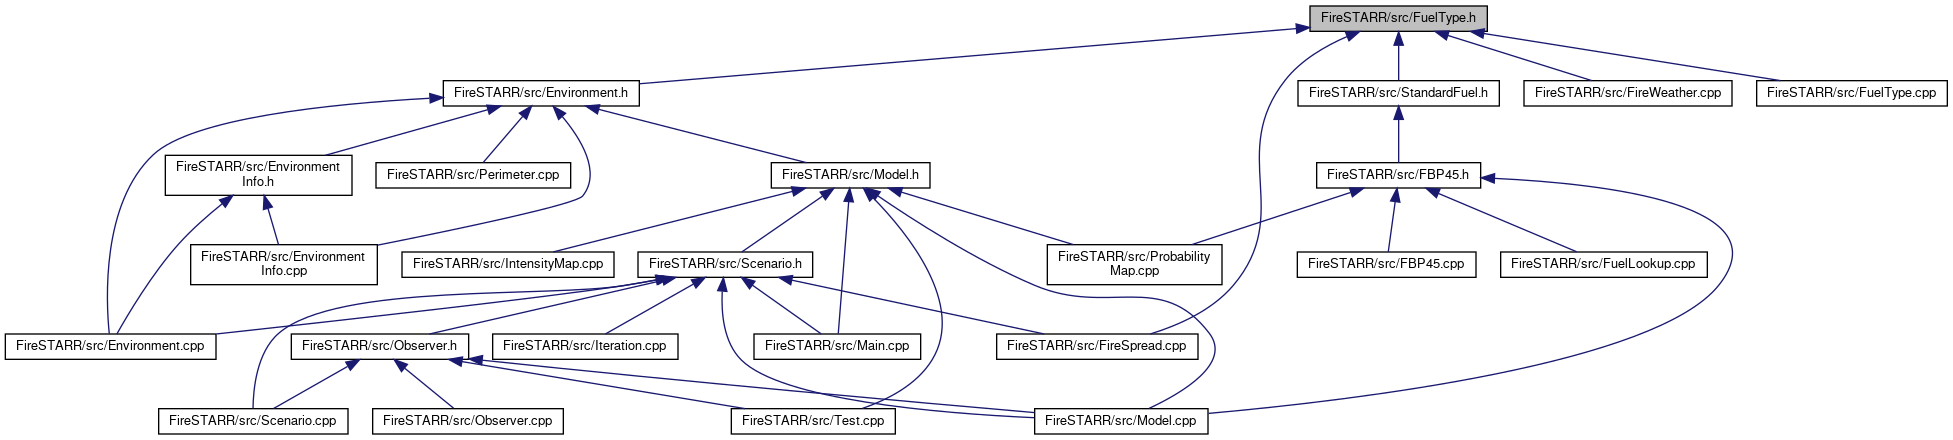 FireSTARR/src/FuelType.h
FireSTARR/src/Environment.h
FireSTARR/src/StandardFuel.h
FireSTARR/src/FireWeather.cpp
FireSTARR/src/FuelType.cpp
FireSTARR/src/Environment
Info.h
FireSTARR/src/Perimeter.cpp
FireSTARR/src/Model.h
FireSTARR/src/FBP45.h
FireSTARR/src/Environment
Info.cpp
FireSTARR/src/IntensityMap.cpp
FireSTARR/src/Scenario.h
FireSTARR/src/Probability
Map.cpp
FireSTARR/src/FBP45.cpp
FireSTARR/src/FuelLookup.cpp
FireSTARR/src/Environment.cpp
FireSTARR/src/Observer.h
FireSTARR/src/Iteration.cpp
FireSTARR/src/Main.cpp
FireSTARR/src/FireSpread.cpp
FireSTARR/src/Scenario.cpp
FireSTARR/src/Observer.cpp
FireSTARR/src/Test.cpp
FireSTARR/src/Model.cpp